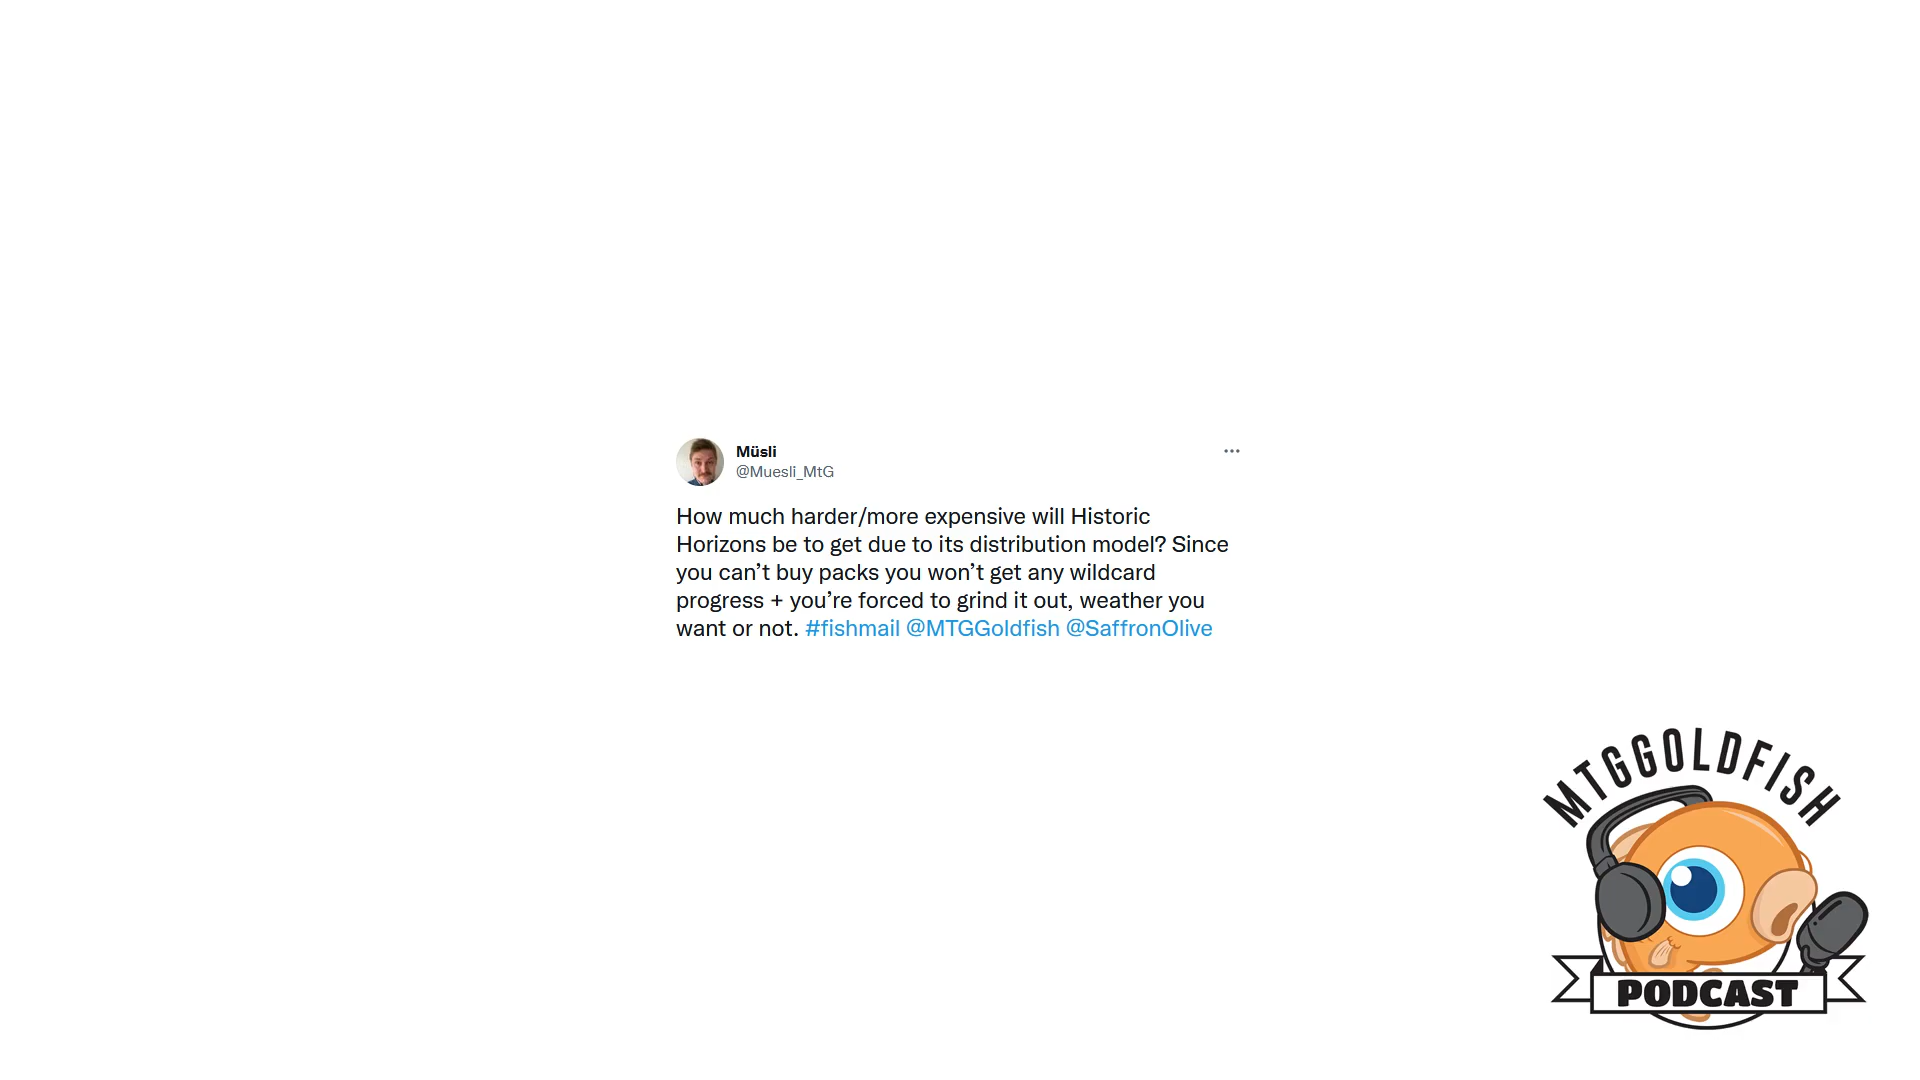 Müsli
@Muesli_MtG
How much harder/more expensive will Historic
Horizons be to get due to its distribution model? Since
you can’t buy packs you won’t get any wildcard
progress + you’re forced to grind it out, weather you
want or not. #fishmail @MTGGoldfish @SaffronOlive
MTGGOLDFISH
PODCAST